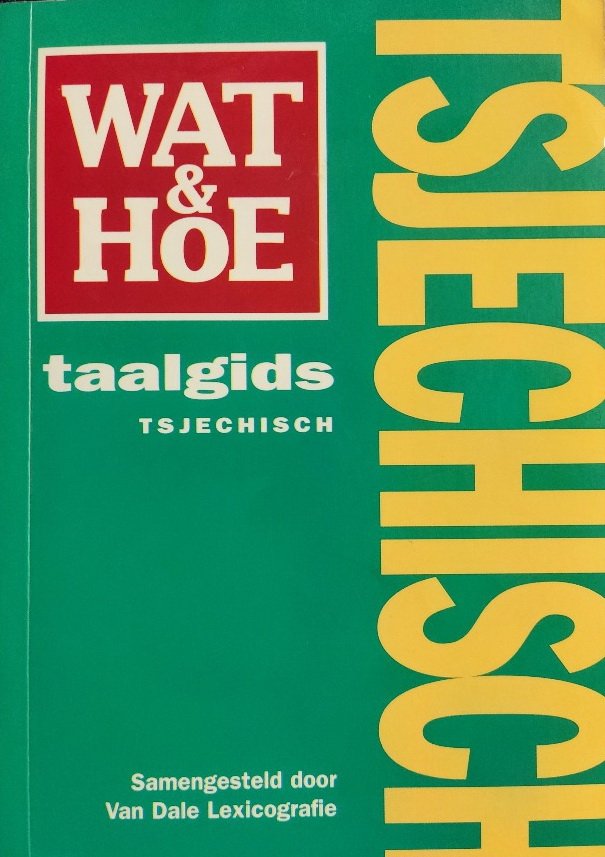 WAT
&
HOE
taalgids
TSJECHISCH
Samengesteld door
Van Dale Lexicografie
TSJECHISCH